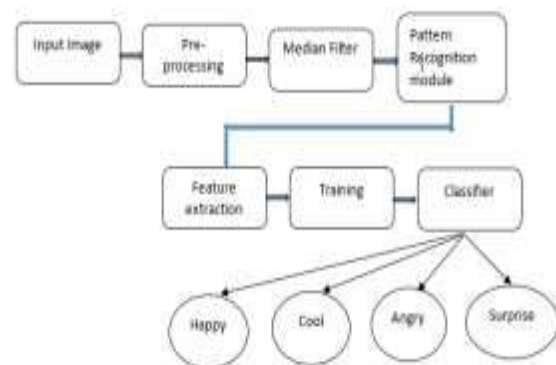 Input Image
Pre-
processing
Median Filter
Pattern
Recognition
module
Feature
extraction
Training
Classifier
Happy
Cool
Angry
Surprise